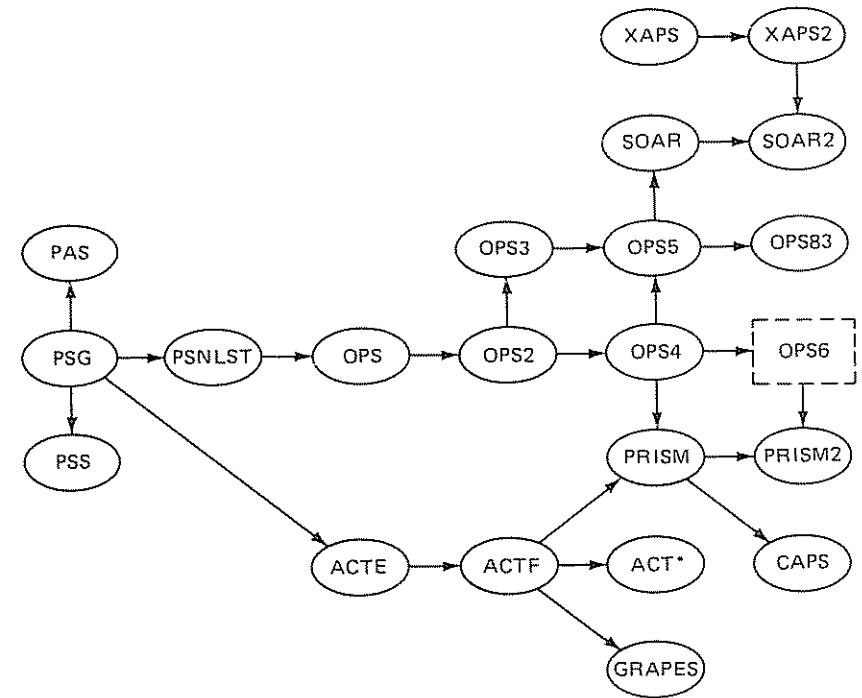 XAPS
XAPS2
SOAR
SOAR2
PAS
OPS3
OPS5
OPS83
PSG
PSNLST
OPS
OPS2
OPS4
OPS6
PSS
PRISM
PRISM2
ACTE
ACTF
ACT*
CAPS
GRAPES